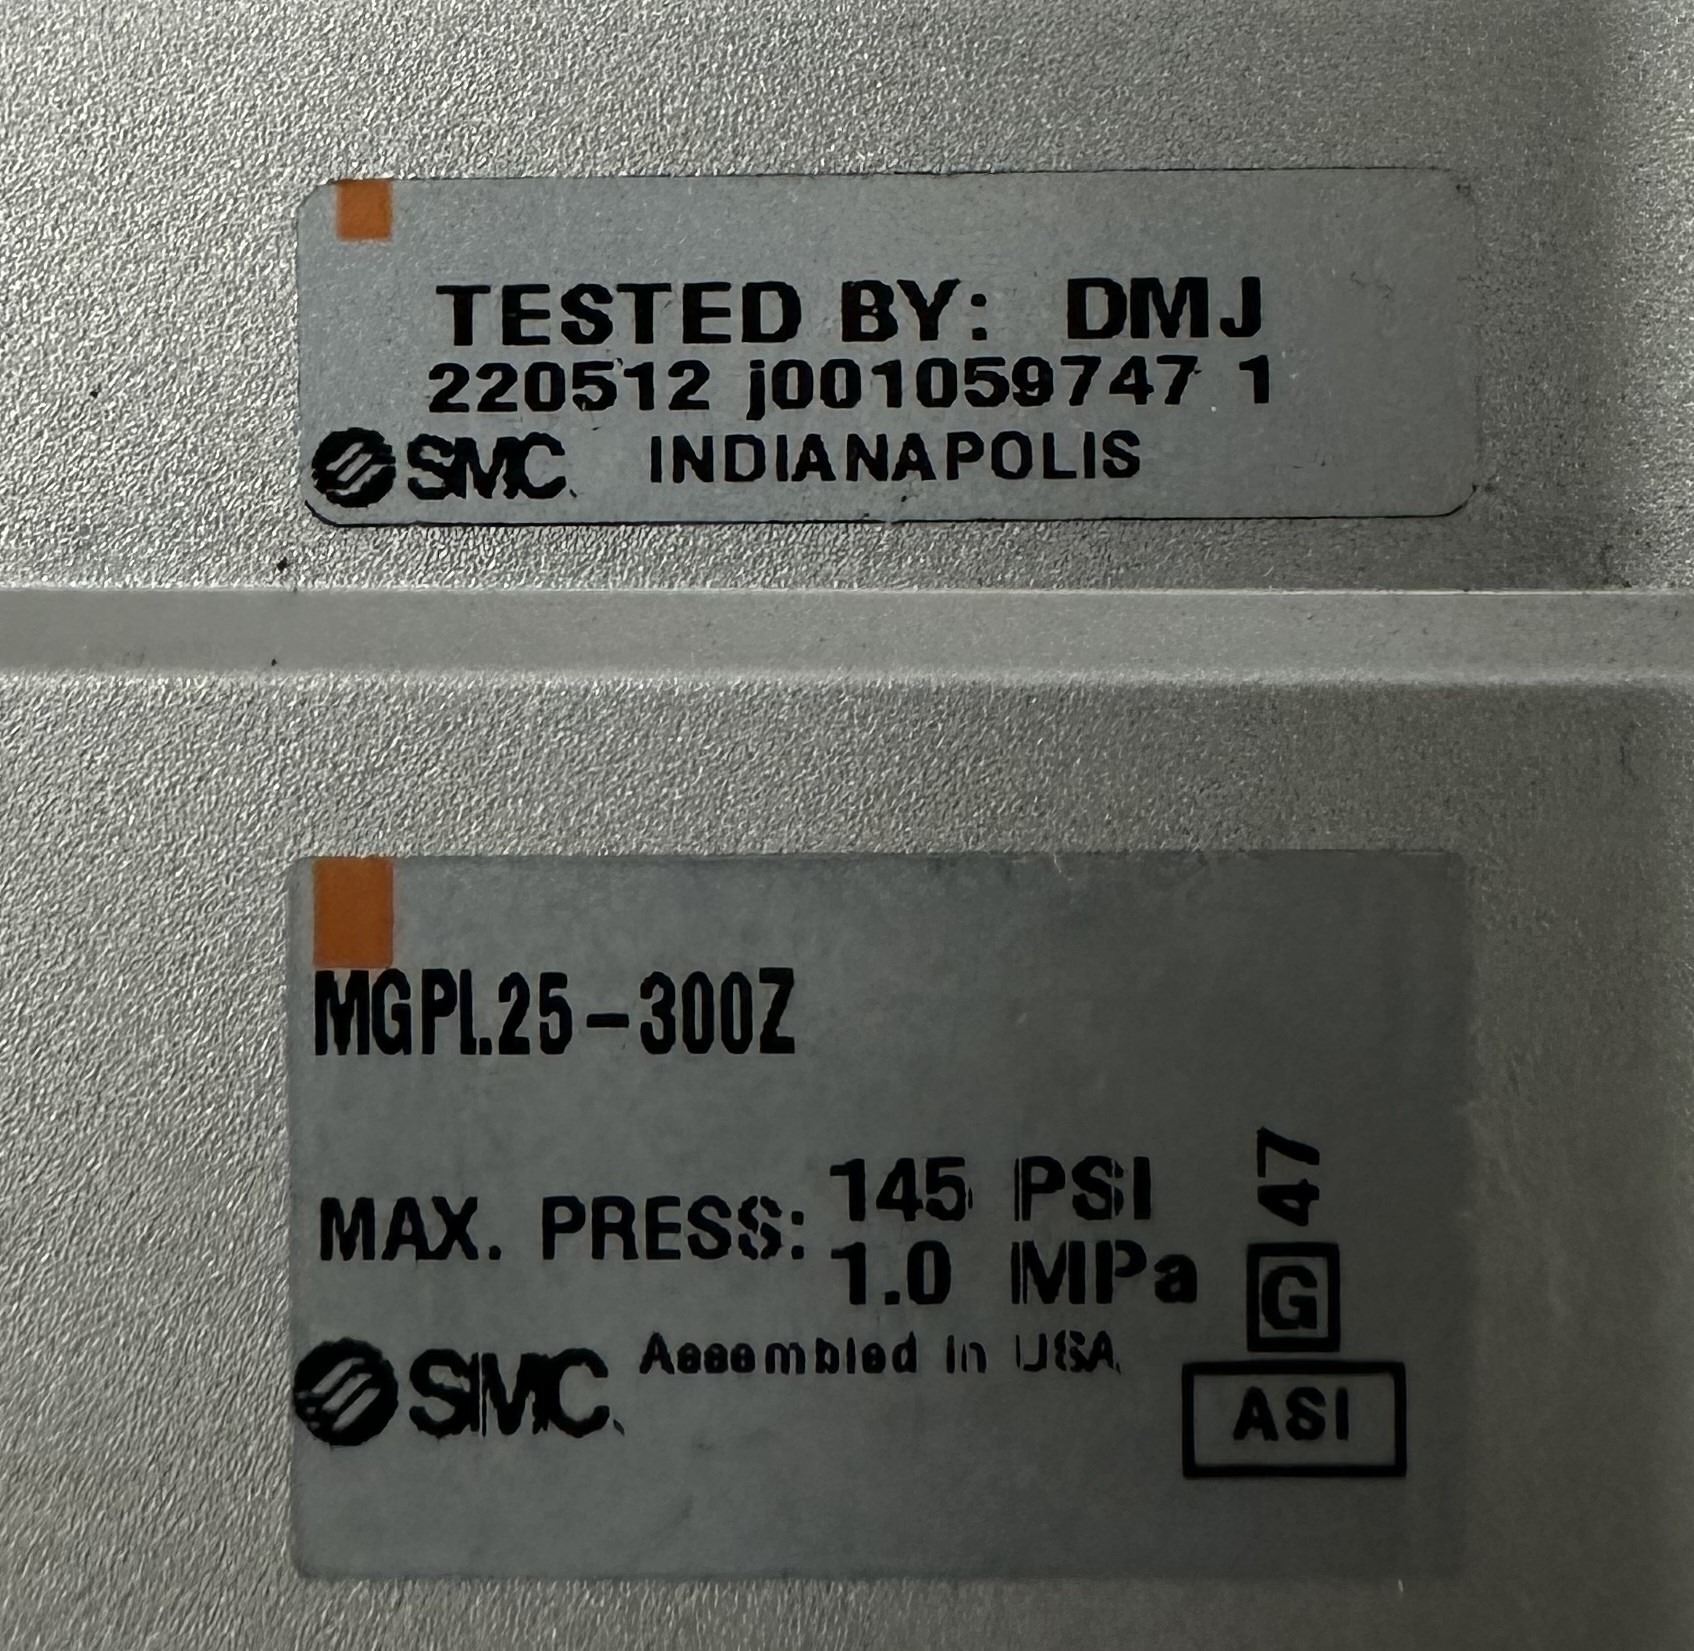 TESTED BY: DMJ
220512 j001059747 1
SMC. INDIANAPOLIS
MGPL25-300Z
MAX. PRESS: 145 PSI
1.0 MPa
47
G
SMC. Assembled in USA
ASI